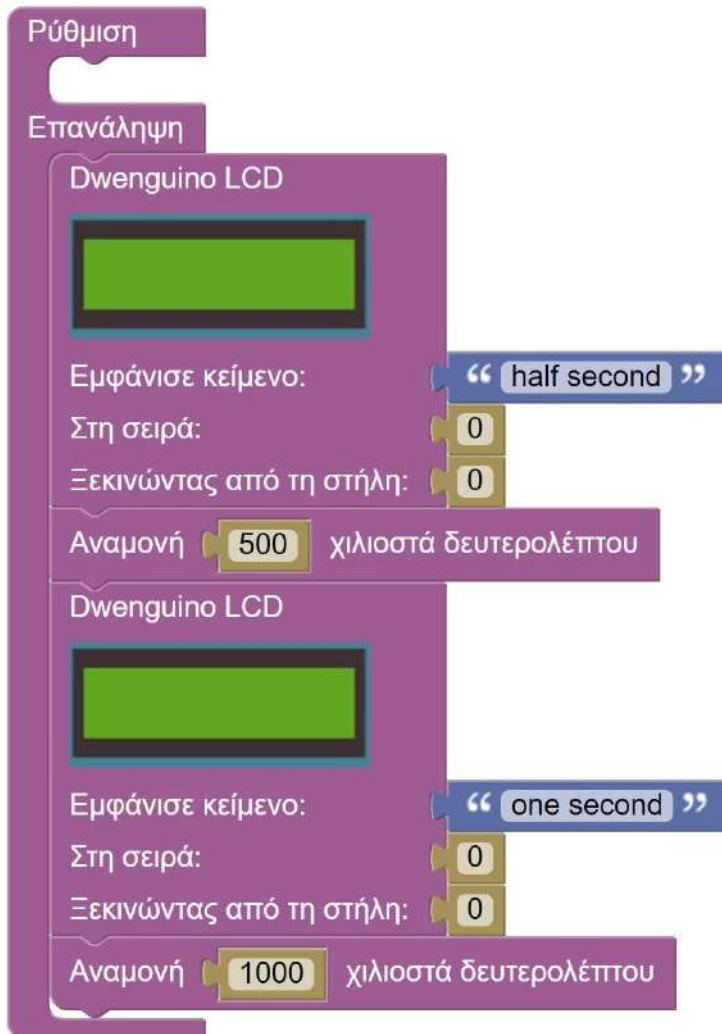 Ρύθμιση
Επανάληψη
Dwenguino LCD
Εμφάνισε κείμενο: “ half second ”
Στη σειρά: 0
Ξεκινώντας από τη στήλη: 0
Αναμονή 500 χιλιοστά δευτερολέπτου
Dwenguino LCD
Εμφάνισε κείμενο: “ one second ”
Στη σειρά: 0
Ξεκινώντας από τη στήλη: 0
Αναμονή 1000 χιλιοστά δευτερολέπτου